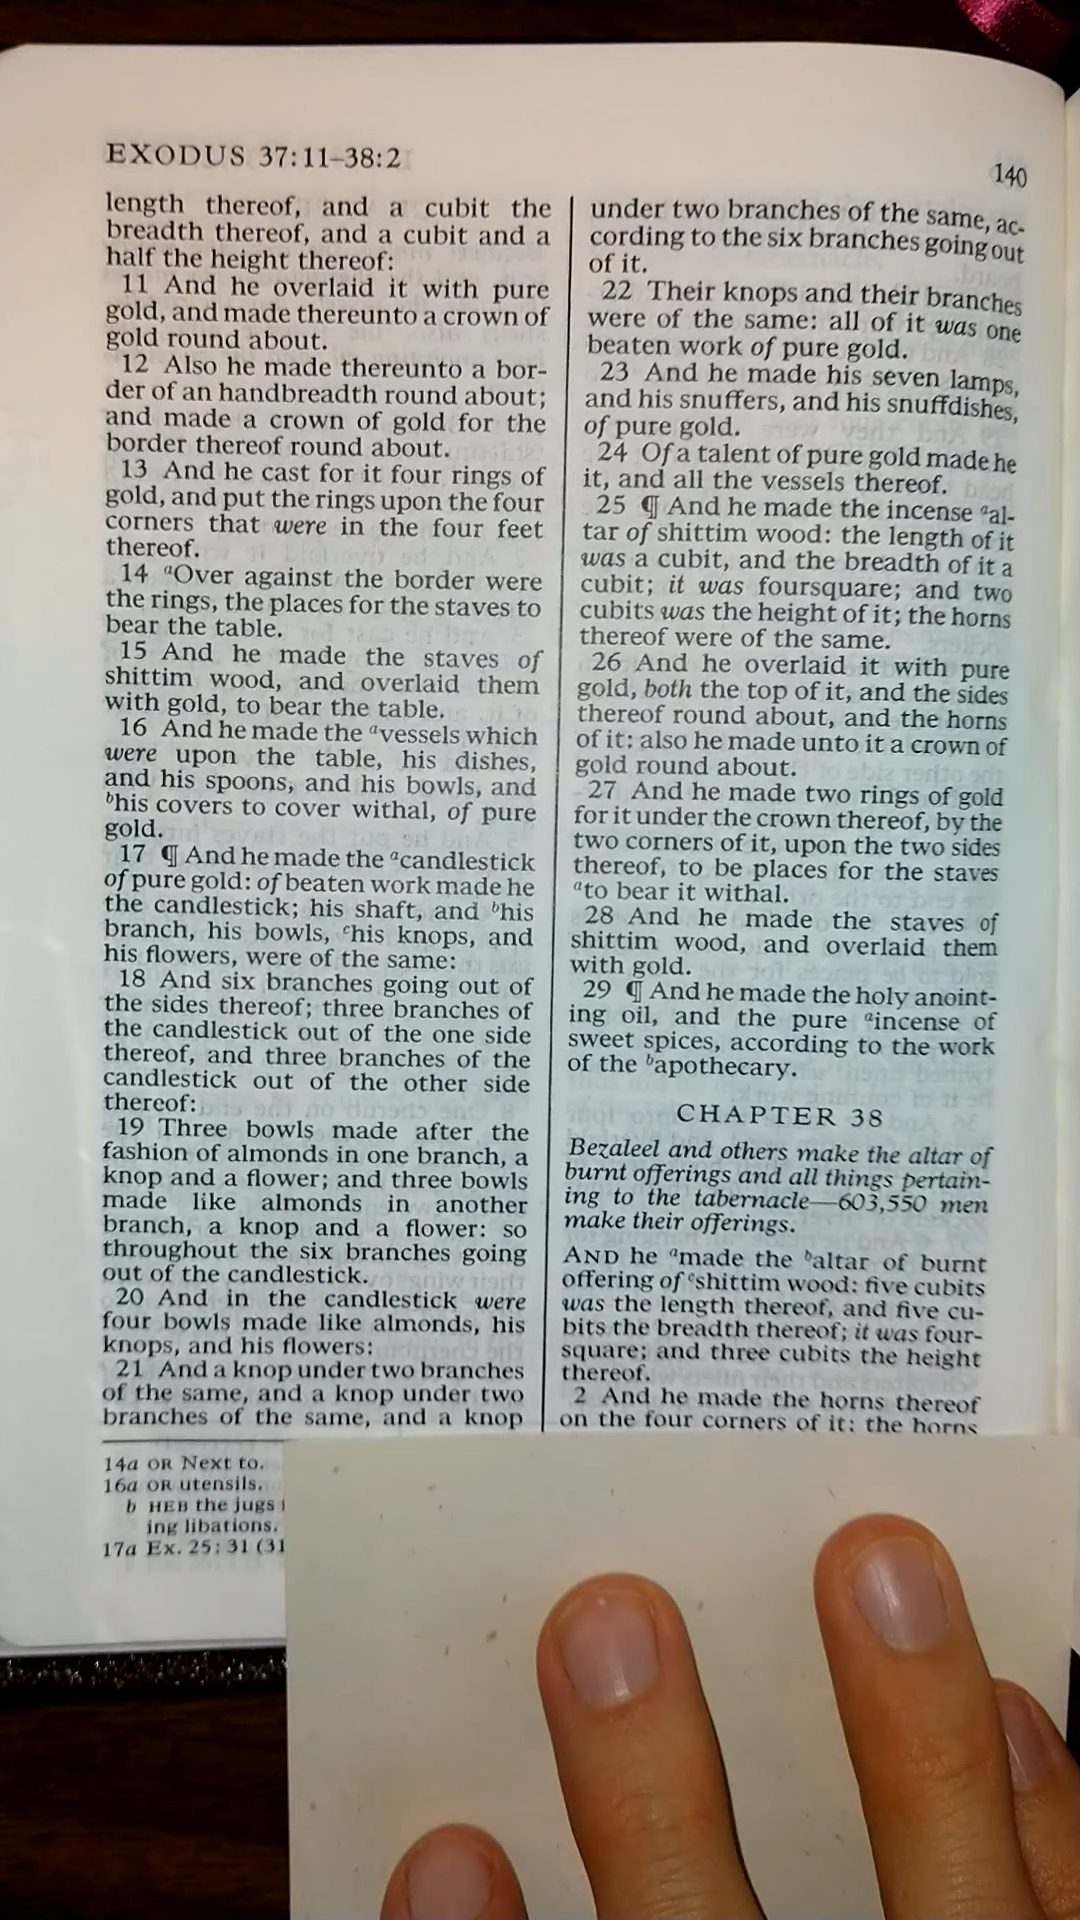 EXODUS 37:11–38:2
140
length thereof, and a cubit the
breadth thereof, and a cubit and a
half the height thereof:
11 And he overlaid it with pure
gold, and made thereunto a crown of
gold round about.
12 Also he made thereunto a bor-
der of an handbreadth round about;
and made a crown of gold for the
border thereof round about.
13 And he cast for it four rings of
gold, and put the rings upon the four
corners that were in the four feet
thereof.
14 aOver against the border were
the rings, the places for the staves to
bear the table.
15 And he made the staves of
shittim wood, and overlaid them
with gold, to bear the table.
16 And he made the avessels which
were upon the table, his dishes,
and his spoons, and his bowls, and
bhis covers to cover withal, of pure
gold.
17 ¶ And he made the acandlestick
of pure gold: of beaten work made he
the candlestick; his shaft, and bhis
branch, his bowls, chis knops, and
his flowers, were of the same:
18 And six branches going out of
the sides thereof; three branches of
the candlestick out of the one side
thereof, and three branches of the
candlestick out of the other side
thereof:
19 Three bowls made after the
fashion of almonds in one branch, a
knop and a flower; and three bowls
made like almonds in another
branch, a knop and a flower: so
throughout the six branches going
out of the candlestick.
20 And in the candlestick were
four bowls made like almonds, his
knops, and his flowers:
21 And a knop under two branches
of the same, and a knop under two
branches of the same, and a knop
under two branches of the same, ac-
cording to the six branches going out
of it.
22 Their knops and their branches
were of the same: all of it was one
beaten work of pure gold.
23 And he made his seven lamps,
and his snuffers, and his snuffdishes,
of pure gold.
24 Of a talent of pure gold made he
it, and all the vessels thereof.
25 ¶ And he made the incense aal-
tar of shittim wood: the length of it
was a cubit, and the breadth of it a
cubit; it was foursquare; and two
cubits was the height of it; the horns
thereof were of the same.
26 And he overlaid it with pure
gold, both the top of it, and the sides
thereof round about, and the horns
of it: also he made unto it a crown of
gold round about.
27 And he made two rings of gold
for it under the crown thereof, by the
two corners of it, upon the two sides
thereof, to be places for the staves
ato bear it withal.
28 And he made the staves of
shittim wood, and overlaid them
with gold.
29 ¶ And he made the holy anoint-
ing oil, and the pure aincense of
sweet spices, according to the work
of the bapothecary.
CHAPTER 38
Bezaleel and others make the altar of
burnt offerings and all things pertain-
ing to the tabernacle—603,550 men
make their offerings.
AND he amade the baltar of burnt
offering of cshittim wood: five cubits
was the length thereof, and five cu-
bits the breadth thereof; it was four-
square; and three cubits the height
thereof.
2 And he made the horns thereof
on the four corners of it: the horns
14a OR Next to.
16a OR utensils.
b HEB the jugs
ing libations.
17a Ex. 25:31 (31